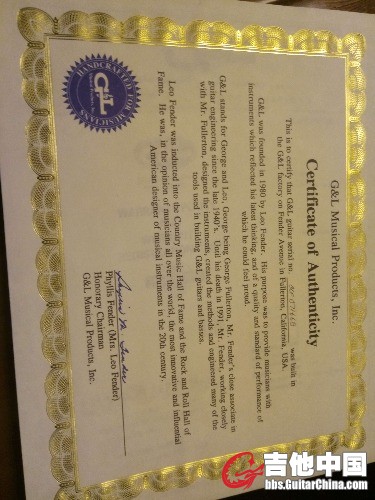 G&L Musical Products, Inc.
Certificate of Authenticity
This is to certify that G&L guitar serial no. was built in
the G&L factory on Fender Avenue in Fullerton, California, USA.
G&L was founded in 1980 by Leo Fender. His purpose was to provide musicians with
instruments which reflected his latest thinking, and of a quality and standard of performance of
which he could feel proud.
G&L stands for George and Leo, George being George Fullerton, Mr. Fender's close associate in
guitar engineering since the late 1940's. Until his death in 1991 Mr. Fender, working closely
with Mr. Fullerton, designed the instruments, created the methods and engineered many of the
tools used in building G&L guitars and basses.
Leo Fender was inducted into the Country Music Hall of Fame and the Rock and Roll Hall of
Fame. He was, in the opinion of musicians all over the world, the most innovative and influential
American designer of musical instruments in the 20th century.
Phyllis Fender (Mrs. Leo Fender)
Honorary Chairman
G&L Musical Products, Inc.
HANDCRAFTED FOR MUSICIANS
G&L
吉他中国
bbs.GuitarChina.com